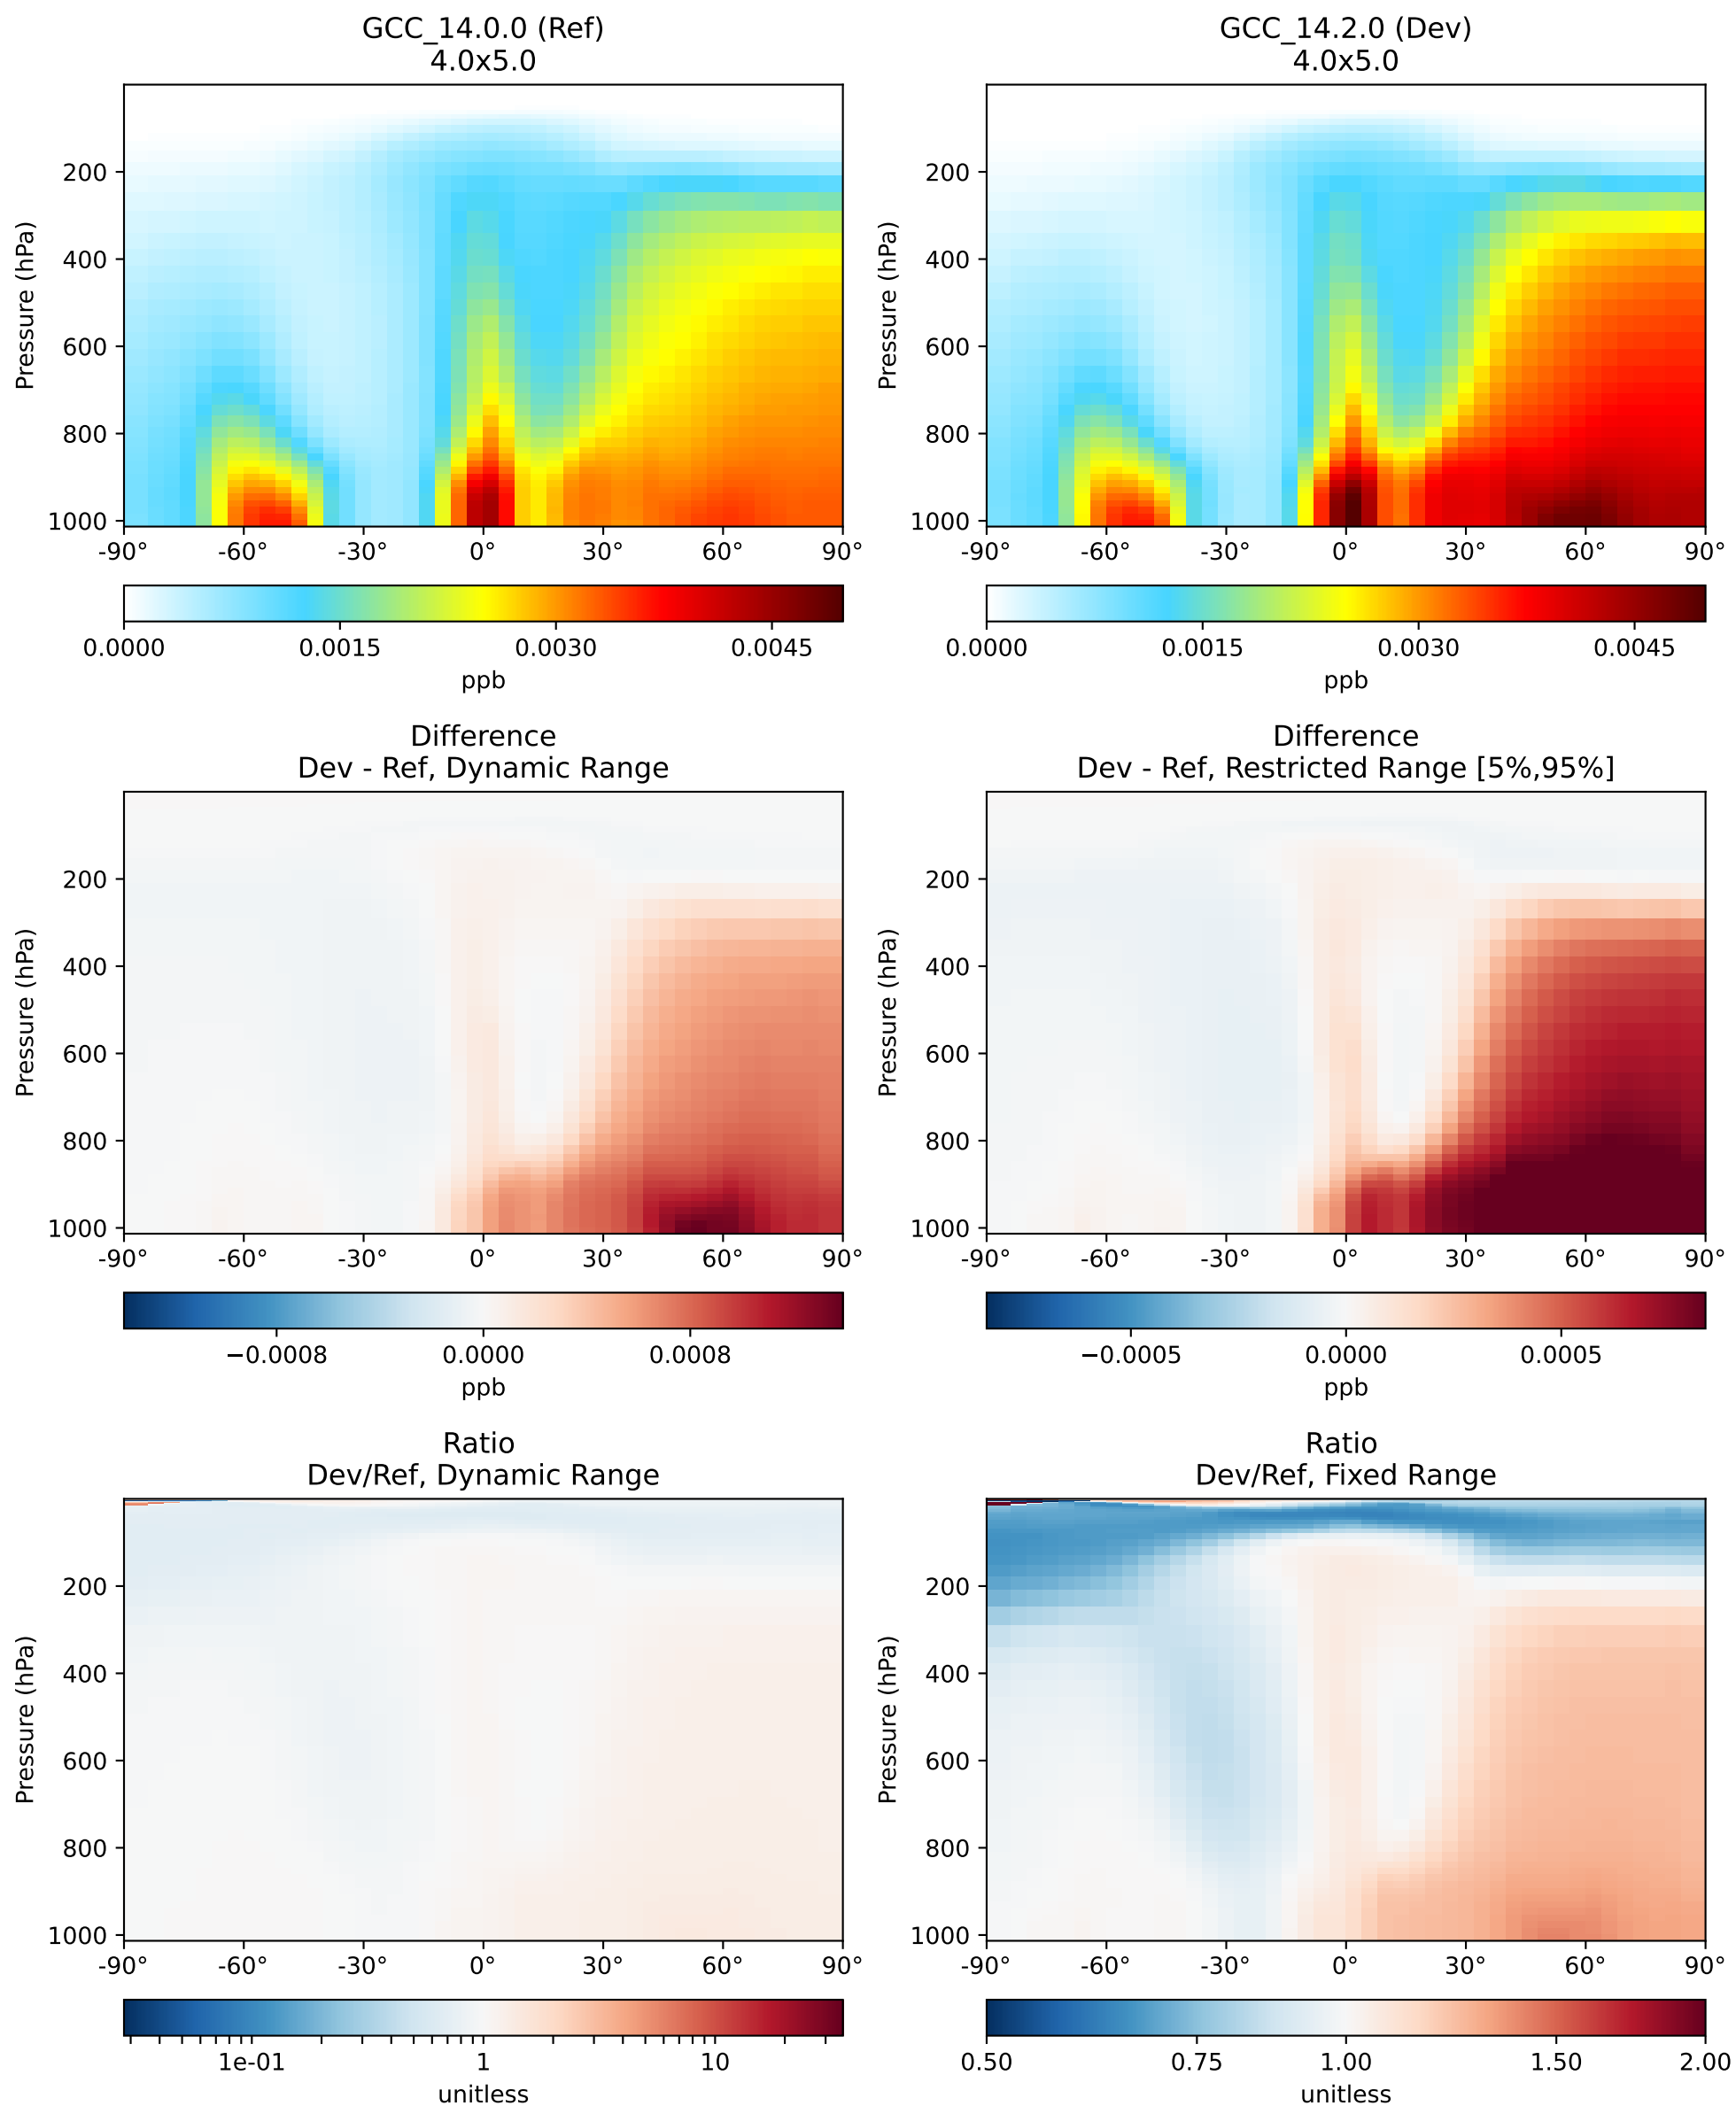 GCC_14.0.0 (Ref)
4.0x5.0
Pressure (hPa)
200
400
600
800
1000
-90° -60° -30° 0° 30° 60° 90°
0.0000 0.0015 0.0030 0.0045
ppb
GCC_14.2.0 (Dev)
4.0x5.0
Pressure (hPa)
200
400
600
800
1000
-90° -60° -30° 0° 30° 60° 90°
0.0000 0.0015 0.0030 0.0045
ppb
Difference
Dev - Ref, Dynamic Range
Pressure (hPa)
200
400
600
800
1000
-90° -60° -30° 0° 30° 60° 90°
−0.0008 0.0000 0.0008
ppb
Difference
Dev - Ref, Restricted Range [5%,95%]
Pressure (hPa)
200
400
600
800
1000
-90° -60° -30° 0° 30° 60° 90°
−0.0005 0.0000 0.0005
ppb
Ratio
Dev/Ref, Dynamic Range
Pressure (hPa)
200
400
600
800
1000
-90° -60° -30° 0° 30° 60° 90°
1e-01 1 10
unitless
Ratio
Dev/Ref, Fixed Range
Pressure (hPa)
200
400
600
800
1000
-90° -60° -30° 0° 30° 60° 90°
0.50 0.75 1.00 1.50 2.00
unitless